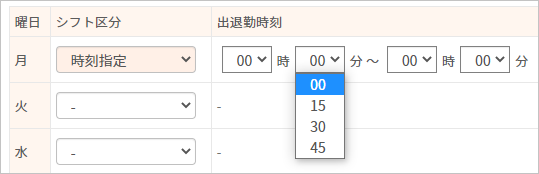 曜日 シフト区分 出退勤時刻
月 時刻指定 00 時 00 分 ～ 00 時 00 分
00
15
30
45
火 - -
水 - -